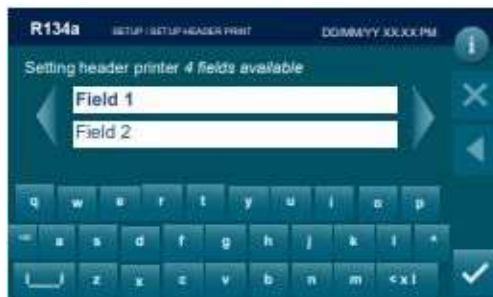 R134a SETUP / SETUP HEADER PRINT DD/MM/YY XX.XX PM
i
Setting header printer 4 fields available
Field 1
Field 2
q w e r t y u i o p
a s d f g h j k l *
z x c v b n m <x|